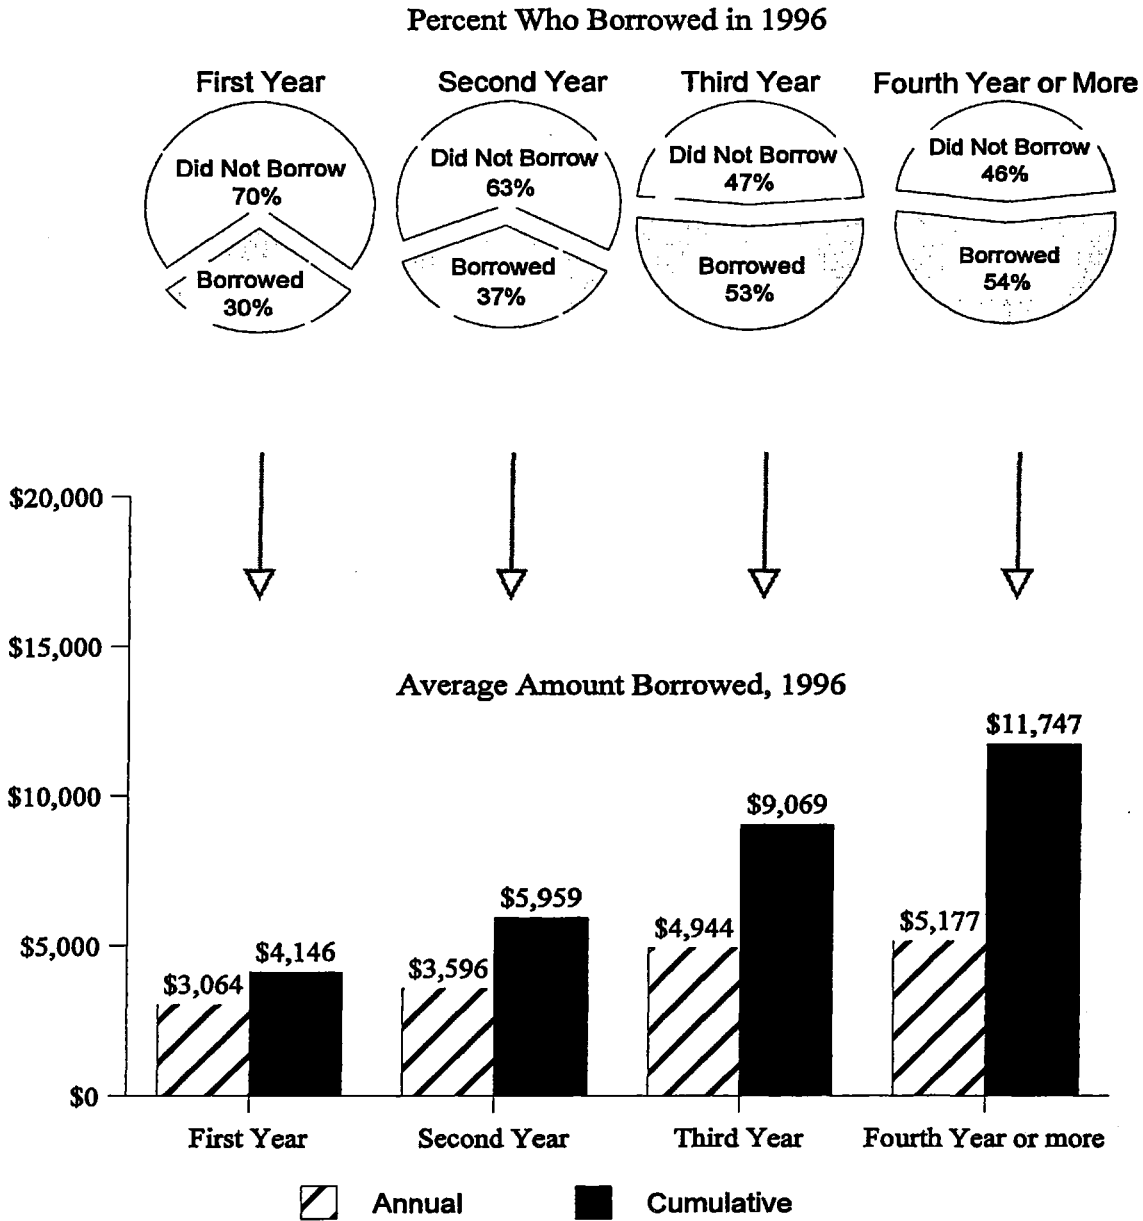 Percent Who Borrowed in 1996
First Year
Second Year
Third Year
Fourth Year or More
Did Not Borrow
70%
Borrowed
30%
Did Not Borrow
63%
Borrowed
37%
Did Not Borrow
47%
Borrowed
53%
Did Not Borrow
46%
Borrowed
54%
$20,000
$15,000
$10,000
$5,000
$0
Average Amount Borrowed, 1996
$3,064
$4,146
$3,596
$5,959
$4,944
$9,069
$5,177
$11,747
First Year
Second Year
Third Year
Fourth Year or more
Annual
Cumulative